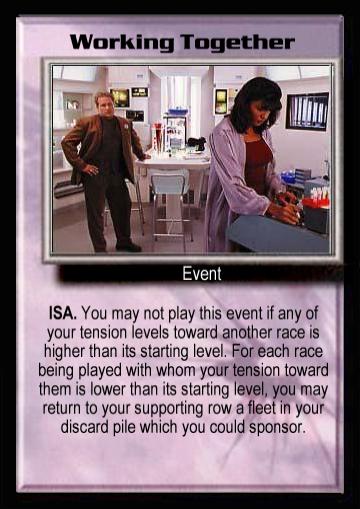 Working Together
Event
ISA. You may not play this event if any of
your tension levels toward another race is
higher than its starting level. For each race
being played with whom your tension toward
them is lower than its starting level, you may
return to your supporting row a fleet in your
discard pile which you could sponsor.